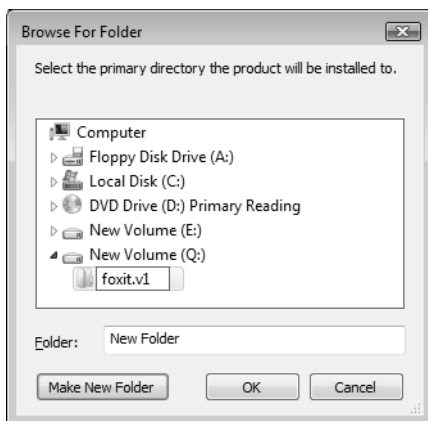 Browse For Folder
Select the primary directory the product will be installed to.
Computer
Floppy Disk Drive (A:)
Local Disk (C:)
DVD Drive (D:) Primary Reading
New Volume (E:)
New Volume (Q:)
foxit.v1
Folder: New Folder
Make New Folder OK Cancel